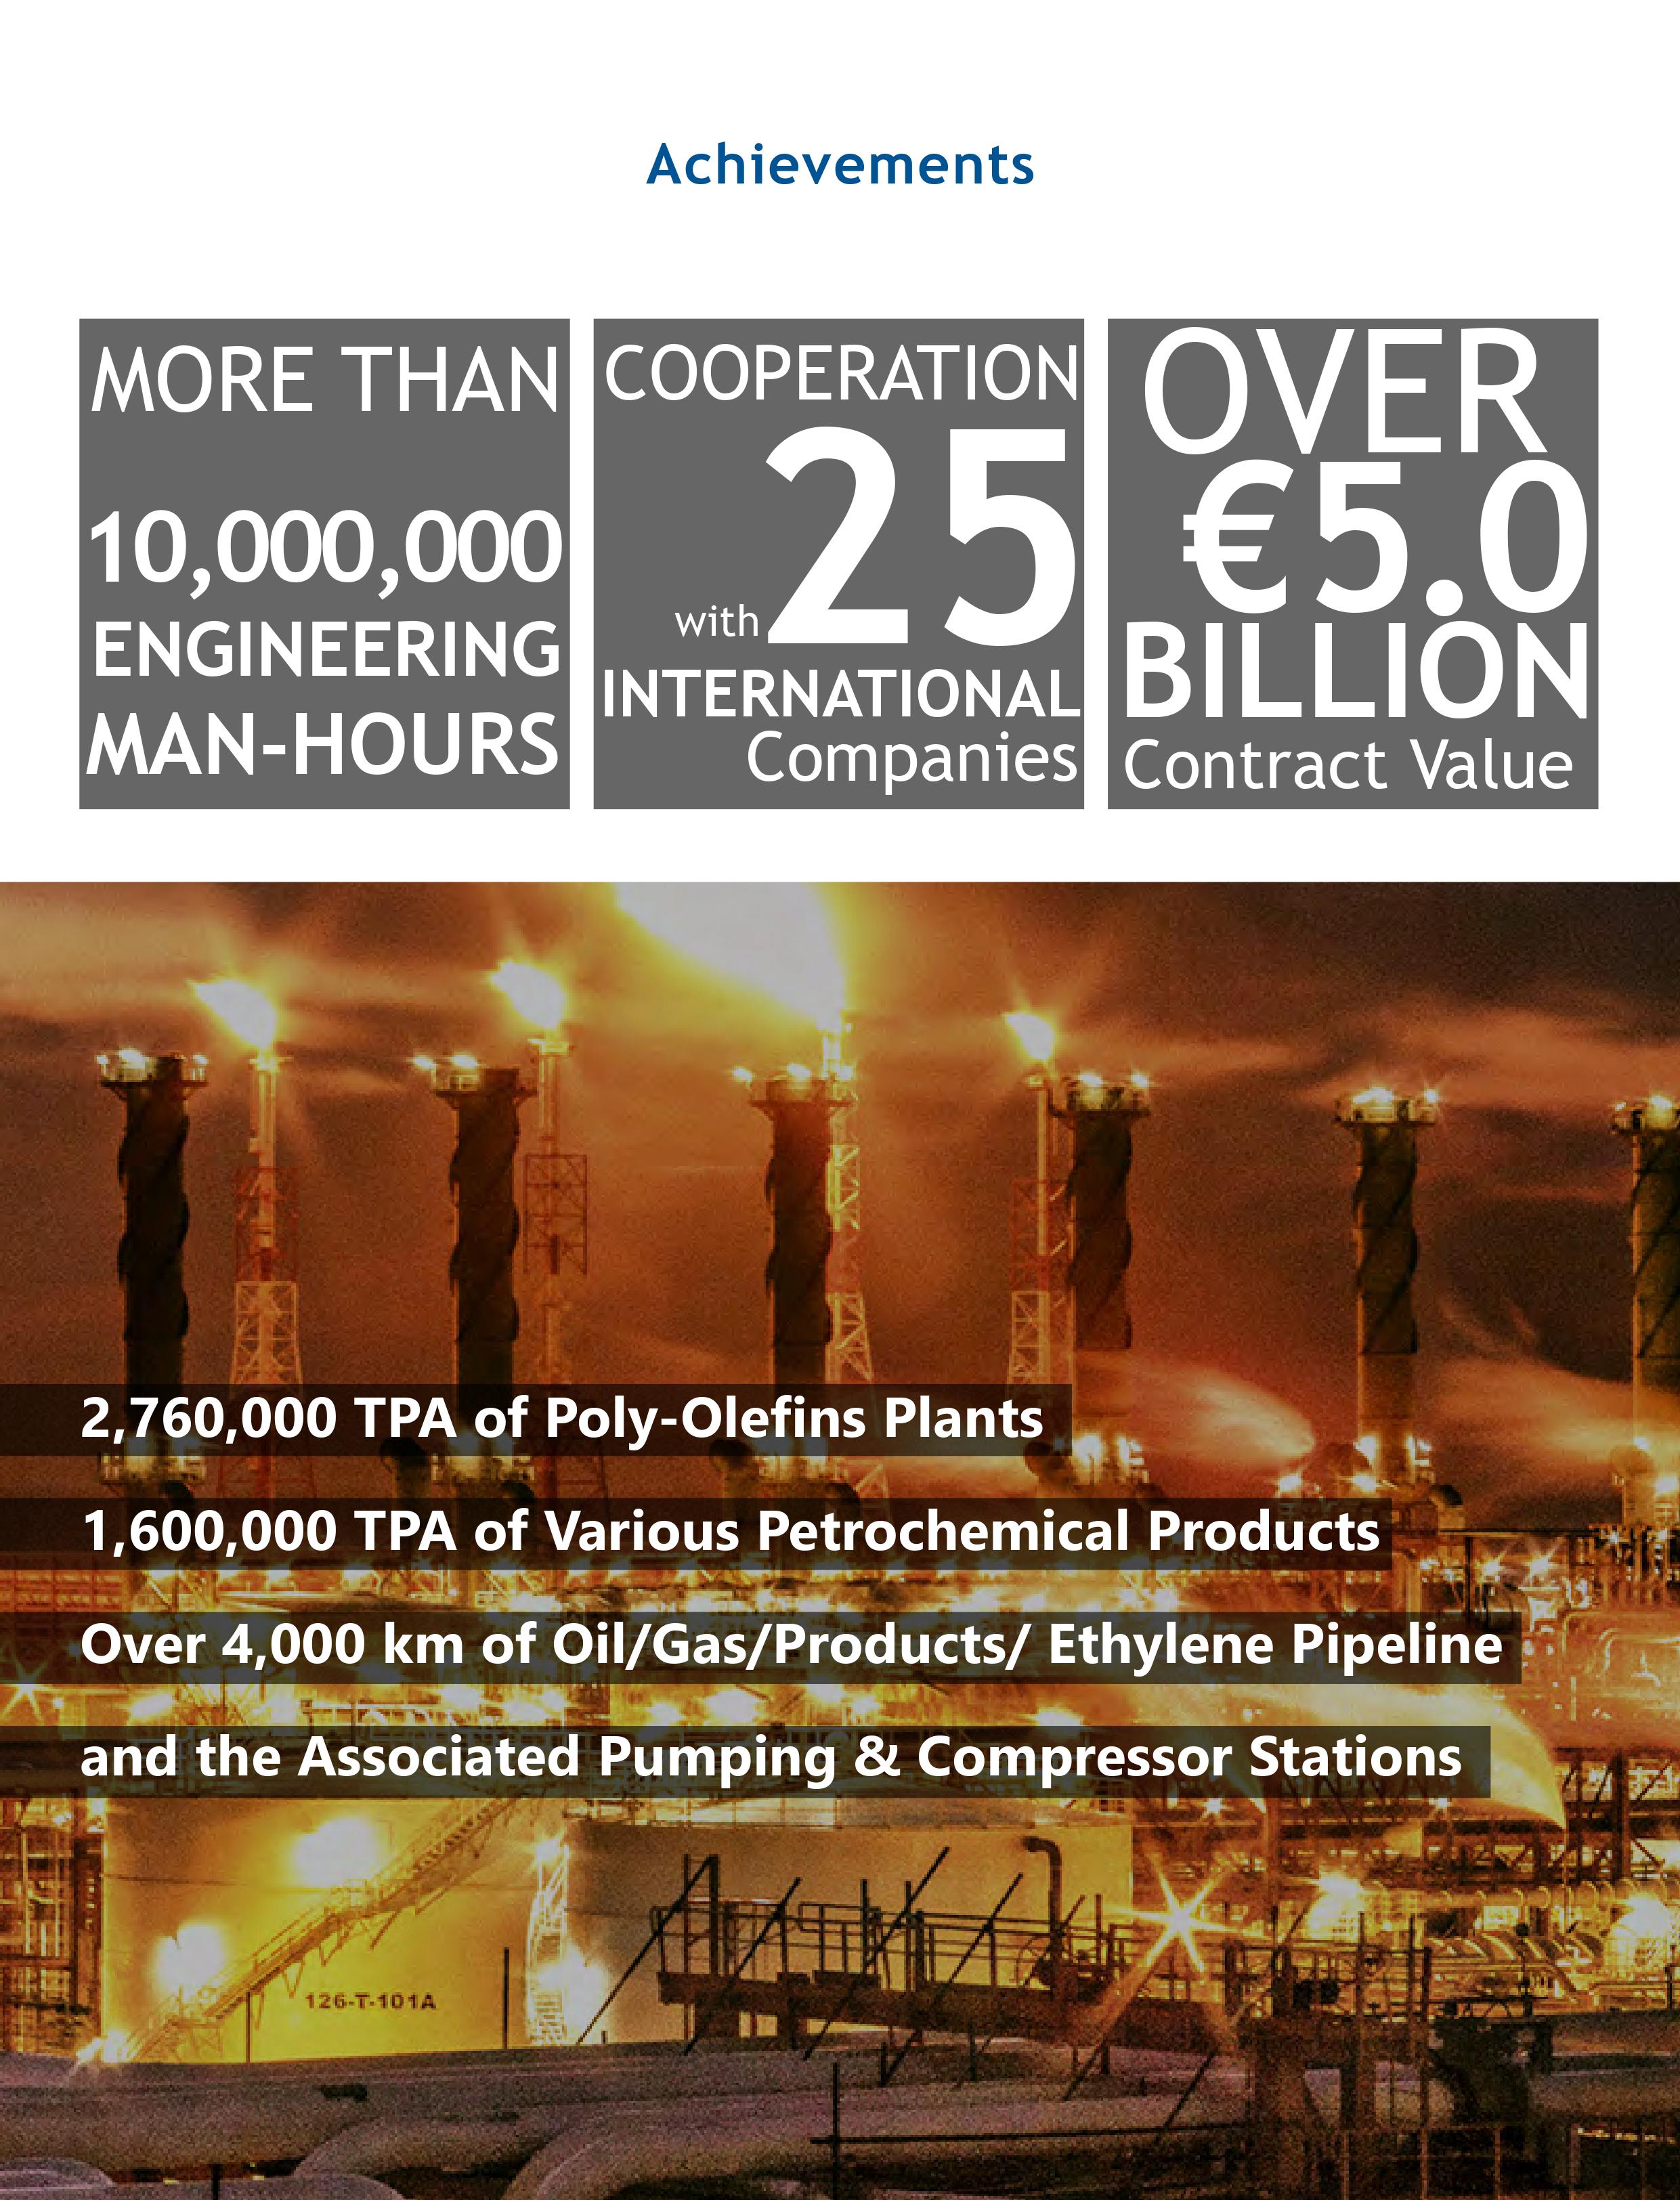 Achievements
MORE THAN
10,000,000
ENGINEERING
MAN-HOURS
COOPERATION
with 25
INTERNATIONAL
Companies
OVER
€5.0
BILLION
Contract Value
2,760,000 TPA of Poly-Olefins Plants
1,600,000 TPA of Various Petrochemical Products
Over 4,000 km of Oil/Gas/Products/ Ethylene Pipeline
and the Associated Pumping & Compressor Stations
126-T-101A